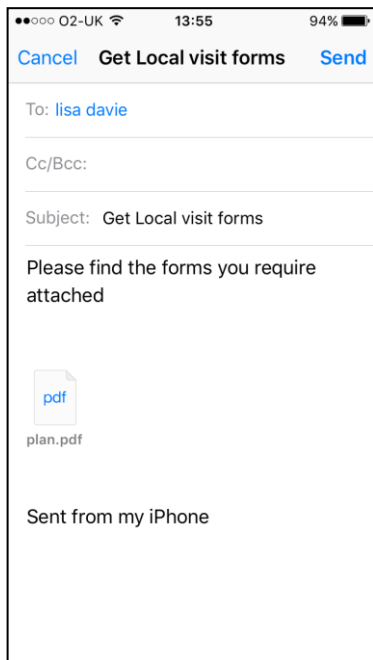 ●●○○○ O2-UK 13:55 94%
Cancel Get Local visit forms Send
To: lisa davie
Cc/Bcc:
Subject: Get Local visit forms
Please find the forms you require
attached
pdf
plan.pdf
Sent from my iPhone